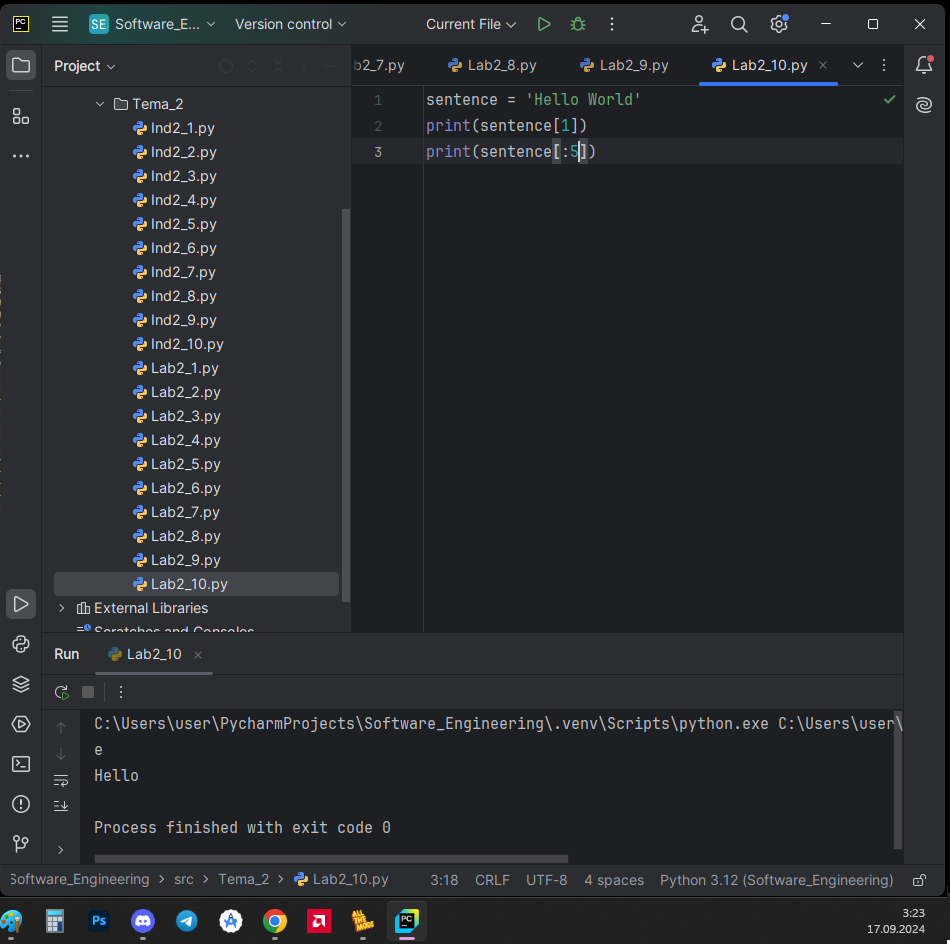 PC SE Software_E... Version control Current File
Project
b2_7.py Lab2_8.py Lab2_9.py Lab2_10.py
Tema_2
Ind2_1.py
Ind2_2.py
Ind2_3.py
Ind2_4.py
Ind2_5.py
Ind2_6.py
Ind2_7.py
Ind2_8.py
Ind2_9.py
Ind2_10.py
Lab2_1.py
Lab2_2.py
Lab2_3.py
Lab2_4.py
Lab2_5.py
Lab2_6.py
Lab2_7.py
Lab2_8.py
Lab2_9.py
Lab2_10.py
External Libraries
Scratches and Consoles
1 sentence = 'Hello World'
2 print(sentence[1])
3 print(sentence[:5])
Run Lab2_10
C:\Users\user\PycharmProjects\Software_Engineering\.venv\Scripts\python.exe C:\Users\user\
e
Hello
Process finished with exit code 0
Software_Engineering > src > Tema_2 > Lab2_10.py 3:18 CRLF UTF-8 4 spaces Python 3.12 (Software_Engineering)
Ps ALL THE MODS PC
3:23
17.09.2024